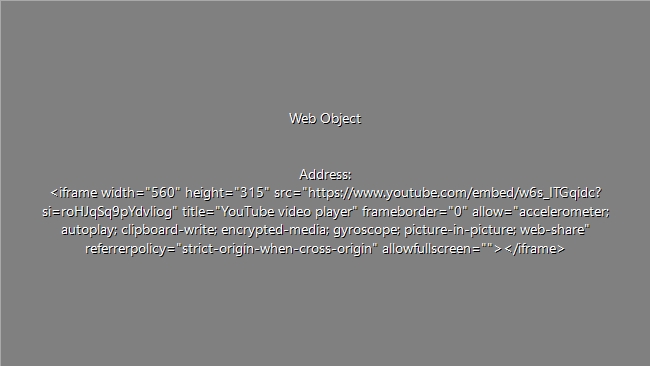 Web Object
Address:
<iframe width="560" height="315" src="https://www.youtube.com/embed/w6s_ITGqidc?
si=roHJqSq9pYdvliog" title="YouTube video player" frameborder="0" allow="accelerometer;
autoplay; clipboard-write; encrypted-media; gyroscope; picture-in-picture; web-share"
referrerpolicy="strict-origin-when-cross-origin" allowfullscreen=""></iframe>